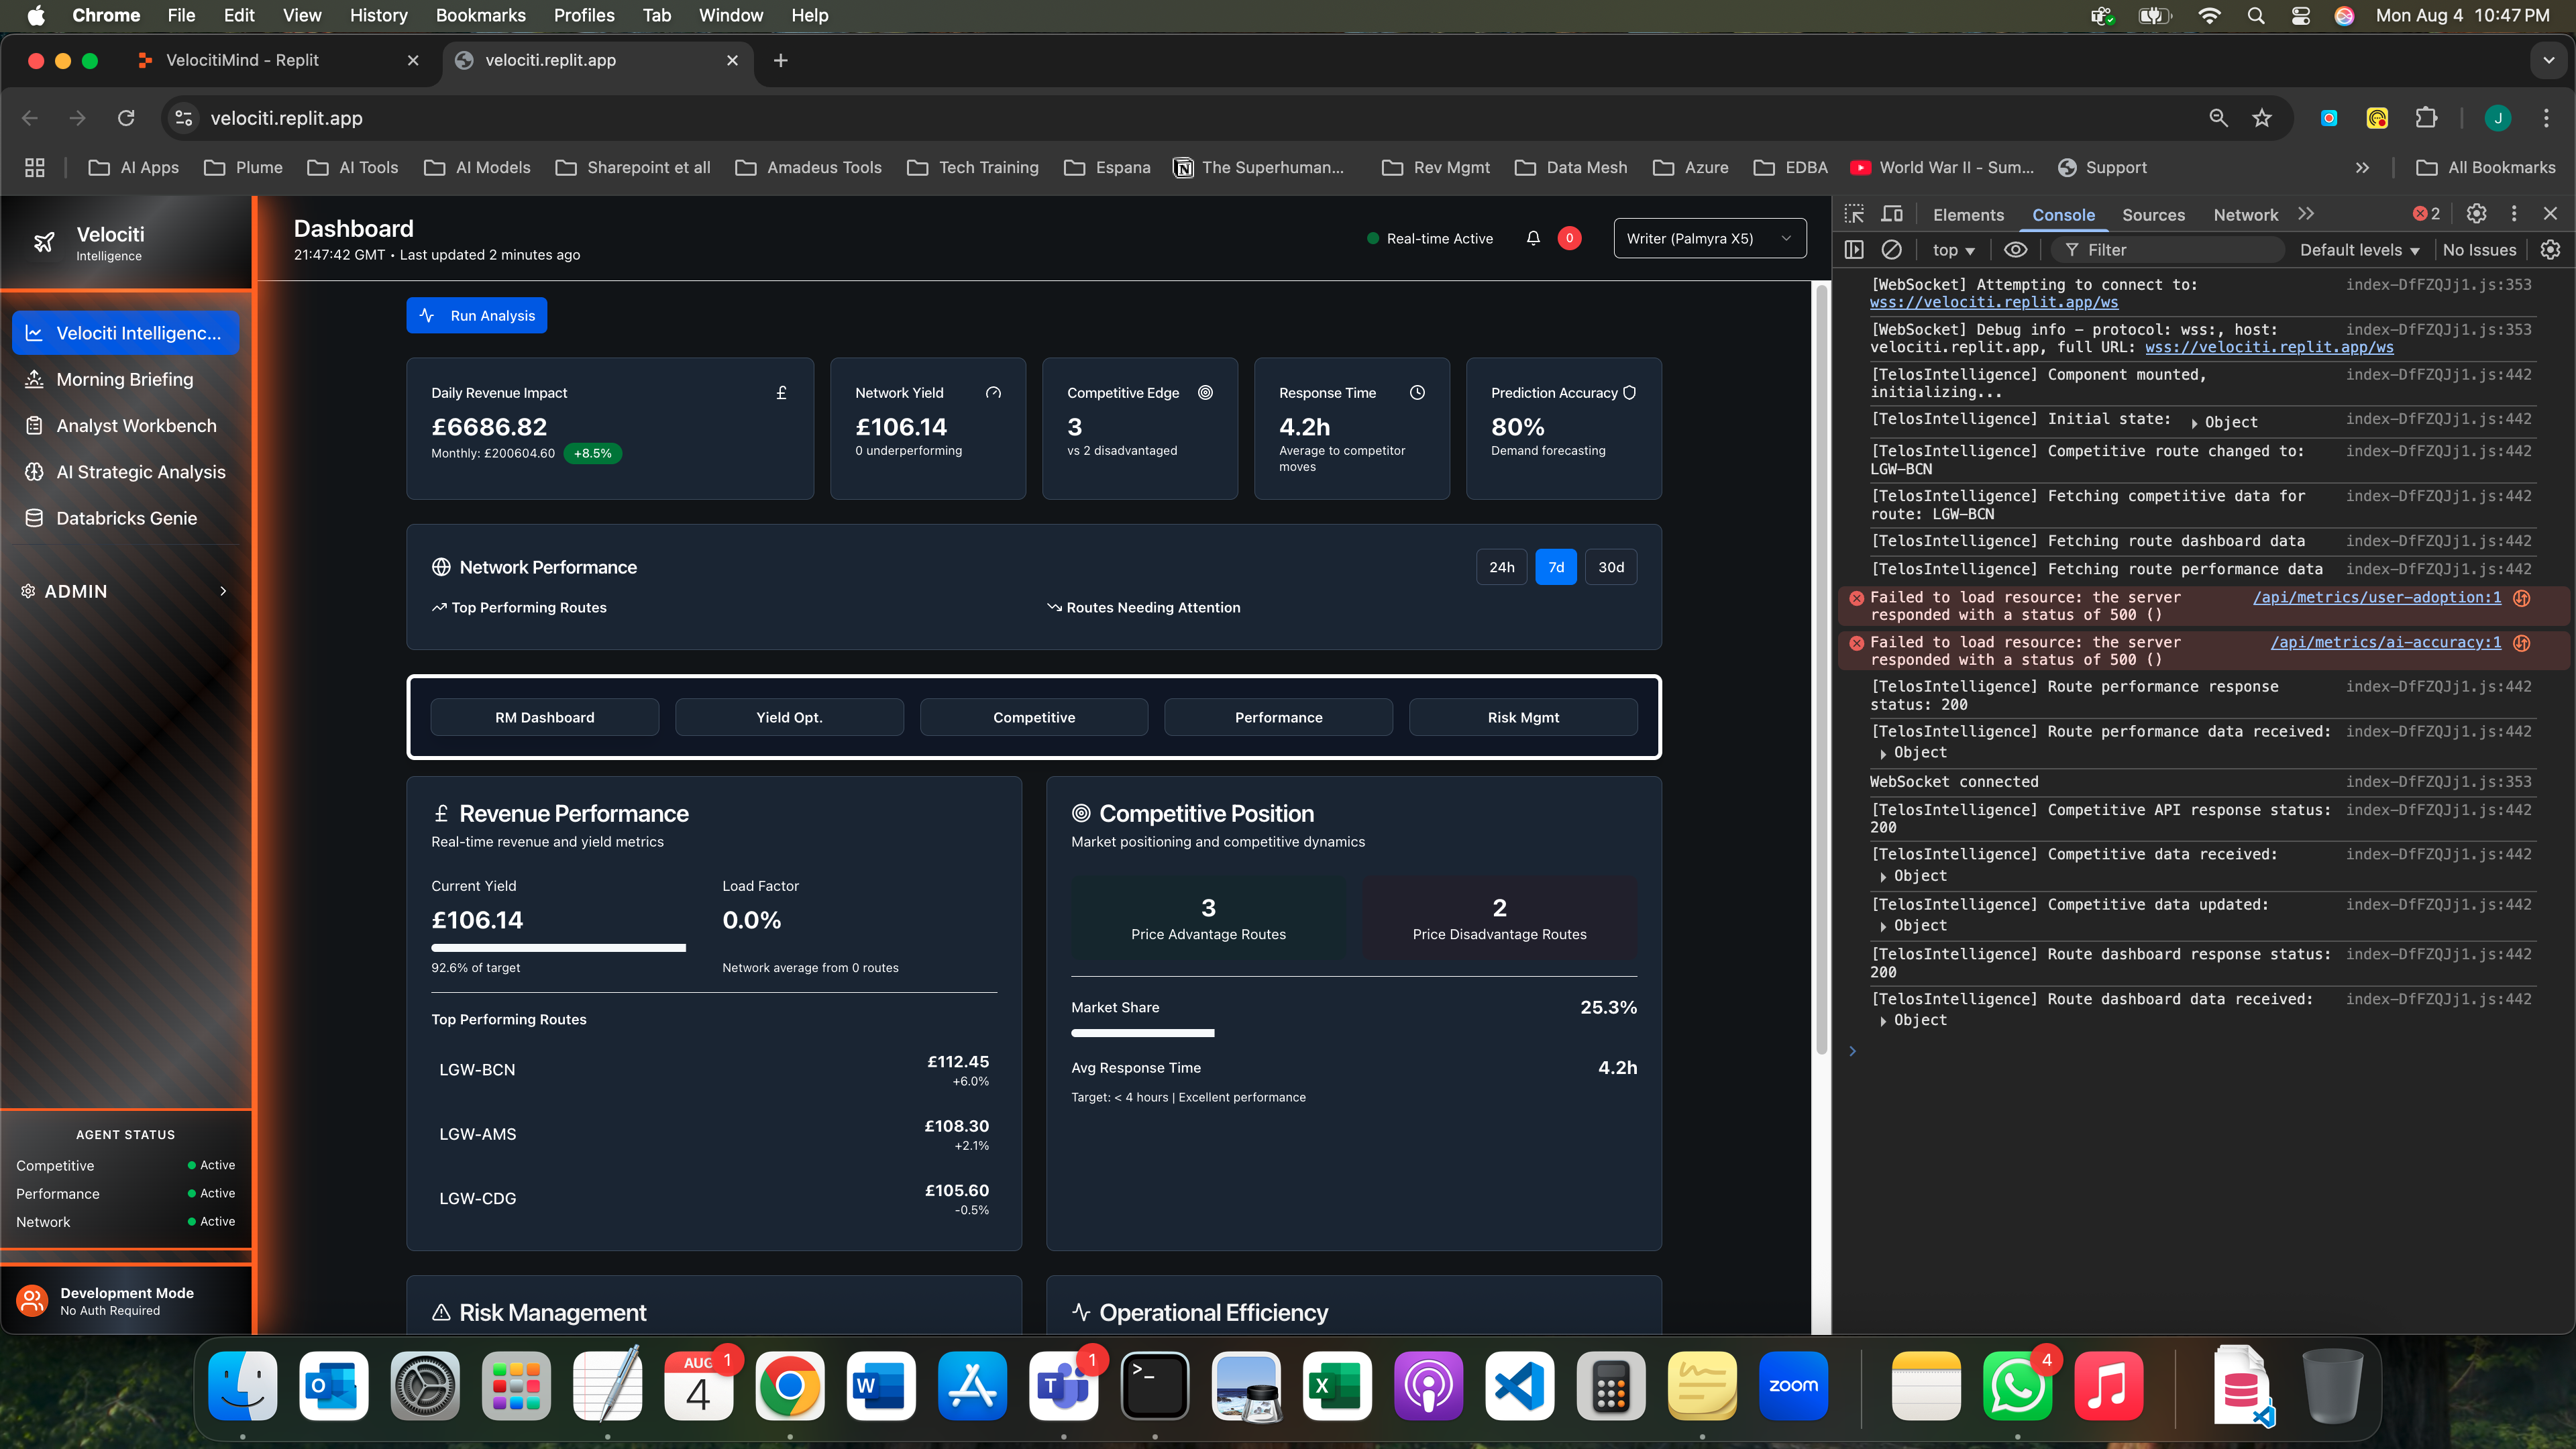 Chrome File Edit View History Bookmarks Profiles Tab Window Help
Mon Aug 4 10:47 PM
VelocitiMind - Replit
velociti.replit.app
velociti.replit.app
J
AI Apps
Plume
AI Tools
AI Models
Sharepoint et all
Amadeus Tools
Tech Training
Espana
The Superhuman...
Rev Mgmt
Data Mesh
Azure
EDBA
World War II - Sum...
Support
All Bookmarks
Velociti
Intelligence
Velociti Intelligenc...
Morning Briefing
Analyst Workbench
AI Strategic Analysis
Databricks Genie
ADMIN
AGENT STATUS
Competitive Active
Performance Active
Network Active
Development Mode
No Auth Required
Dashboard
21:47:42 GMT • Last updated 2 minutes ago
Real-time Active
0
Writer (Palmyra X5)
Run Analysis
Daily Revenue Impact £
£6686.82
Monthly: £200604.60 +8.5%
Network Yield
£106.14
0 underperforming
Competitive Edge
3
vs 2 disadvantaged
Response Time
4.2h
Average to competitor
moves
Prediction Accuracy
80%
Demand forecasting
Network Performance
24h 7d 30d
Top Performing Routes
Routes Needing Attention
RM Dashboard
Yield Opt.
Competitive
Performance
Risk Mgmt
£ Revenue Performance
Real-time revenue and yield metrics
Current Yield
£106.14
92.6% of target
Load Factor
0.0%
Network average from 0 routes
Top Performing Routes
LGW-BCN £112.45
+6.0%
LGW-AMS £108.30
+2.1%
LGW-CDG £105.60
-0.5%
Competitive Position
Market positioning and competitive dynamics
3
Price Advantage Routes
2
Price Disadvantage Routes
Market Share 25.3%
Avg Response Time 4.2h
Target: < 4 hours | Excellent performance
Risk Management
Operational Efficiency
Elements Console Sources Network
2
top
Filter
Default levels
No Issues
[WebSocket] Attempting to connect to: index-DfFZQJj1.js:353
wss://velociti.replit.app/ws
[WebSocket] Debug info - protocol: wss:, host: index-DfFZQJj1.js:353
velociti.replit.app, full URL: wss://velociti.replit.app/ws
[TelosIntelligence] Component mounted, index-DfFZQJj1.js:442
initializing...
[TelosIntelligence] Initial state: Object index-DfFZQJj1.js:442
[TelosIntelligence] Competitive route changed to: index-DfFZQJj1.js:442
LGW-BCN
[TelosIntelligence] Fetching competitive data for index-DfFZQJj1.js:442
route: LGW-BCN
[TelosIntelligence] Fetching route dashboard data index-DfFZQJj1.js:442
[TelosIntelligence] Fetching route performance data index-DfFZQJj1.js:442
Failed to load resource: the server /api/metrics/user-adoption:1
responded with a status of 500 ()
Failed to load resource: the server /api/metrics/ai-accuracy:1
responded with a status of 500 ()
[TelosIntelligence] Route performance response index-DfFZQJj1.js:442
status: 200
[TelosIntelligence] Route performance data received: index-DfFZQJj1.js:442
Object
WebSocket connected index-DfFZQJj1.js:353
[TelosIntelligence] Competitive API response status: index-DfFZQJj1.js:442
200
[TelosIntelligence] Competitive data received: index-DfFZQJj1.js:442
Object
[TelosIntelligence] Competitive data updated: index-DfFZQJj1.js:442
Object
[TelosIntelligence] Route dashboard response status: index-DfFZQJj1.js:442
200
[TelosIntelligence] Route dashboard data received: index-DfFZQJj1.js:442
Object
AUG
1
4
1
4
zoom